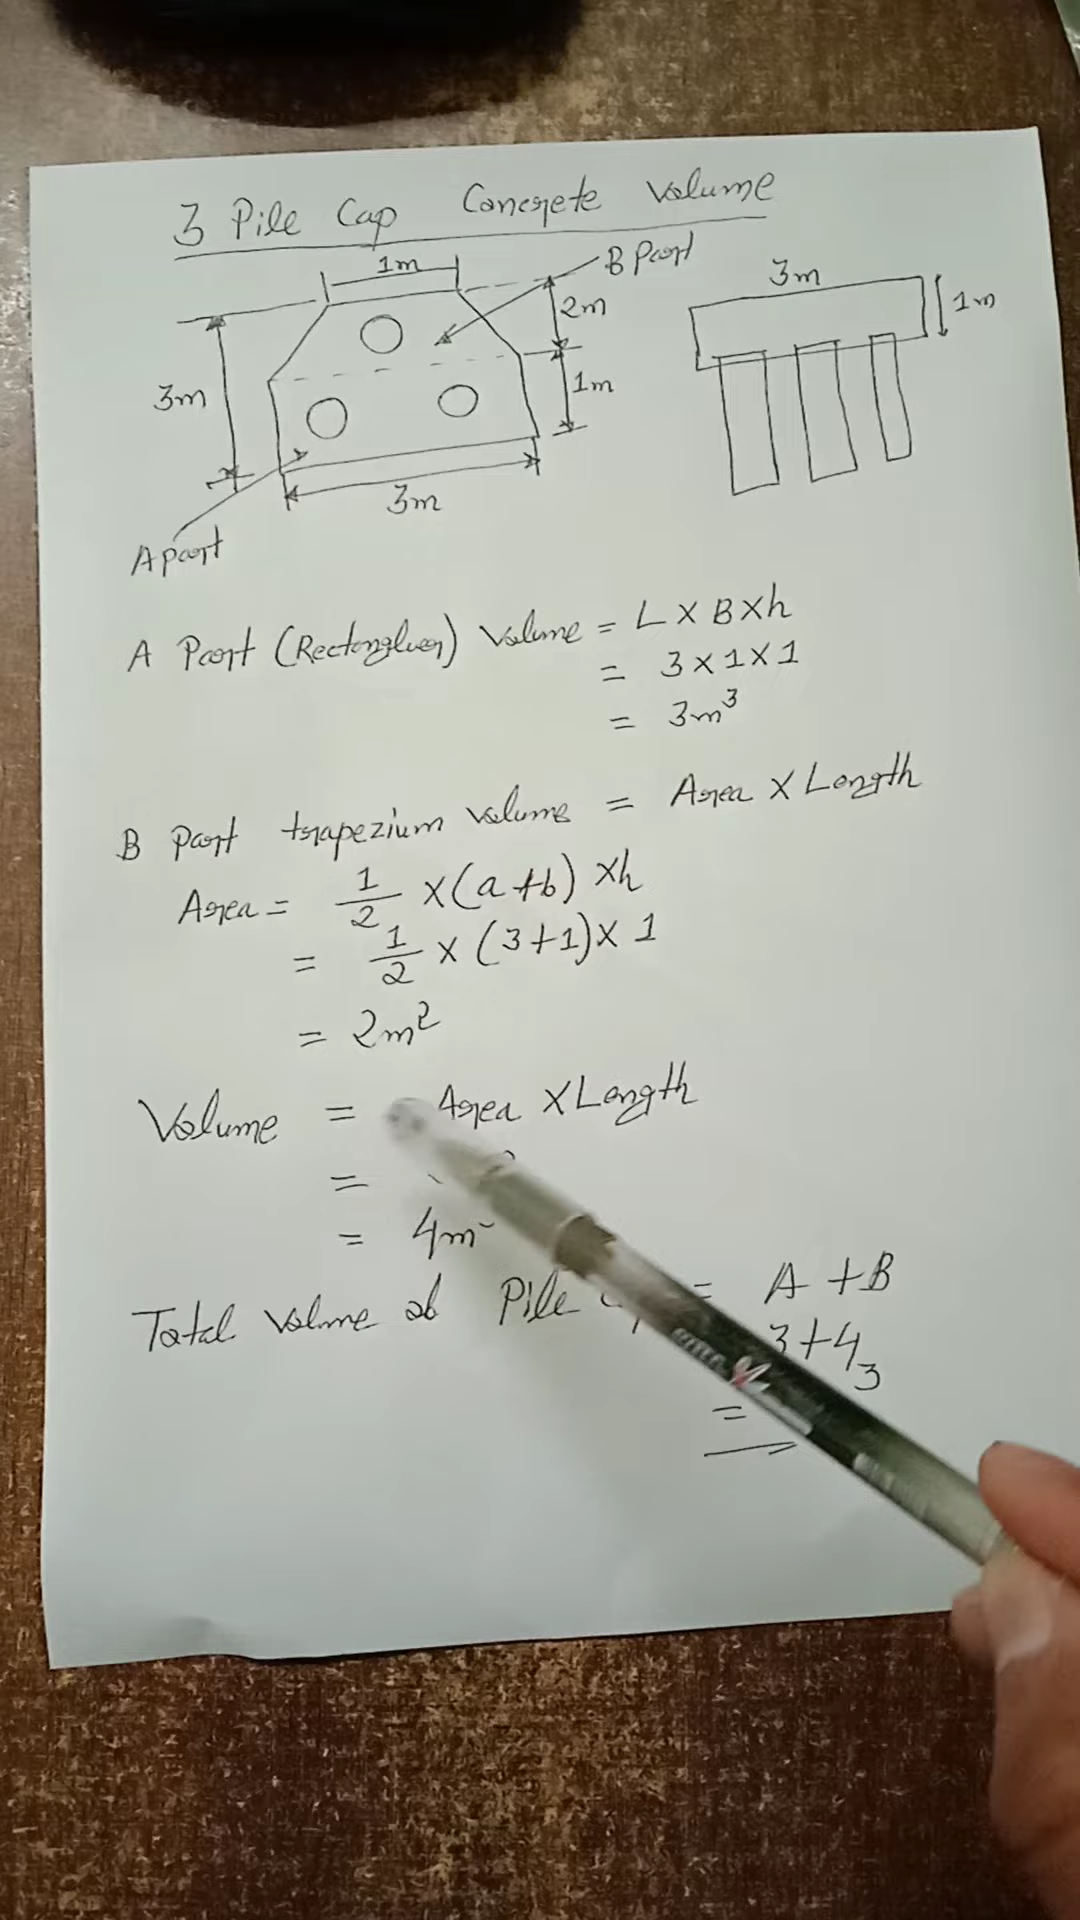 3 Pile Cap Concrete Volume
1m
B Part
2m
3m
1m
3m
A part
3m
1m
A Part (Rectangluer) Volume = L X B X h
= 3 X 1 X 1
= 3m³
B Part trapezium Volume = Area X Length
Area = 1/2 X (a+b) X h
= 1/2 X (3+1) X 1
= 2m²
Volume = Area X Length
=
= 4m
Total Volume of Pile = A + B
3+4
= 3